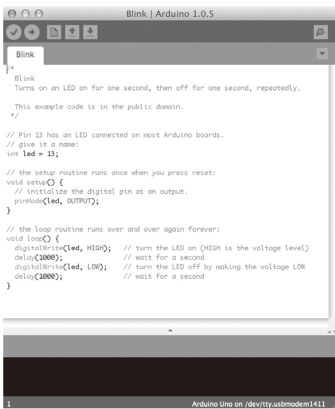 Blink | Arduino 1.0.5
Blink
/*
Blink
Turns on an LED on for one second, then off for one second, repeatedly.
This example code is in the public domain.
*/
// Pin 13 has an LED connected on most Arduino boards.
// give it a name:
int led = 13;
// the setup routine runs once when you press reset:
void setup() {
// initialize the digital pin as an output.
pinMode(led, OUTPUT);
}
// the loop routine runs over and over again forever:
void loop() {
digitalWrite(led, HIGH); // turn the LED on (HIGH is the voltage level)
delay(1000); // wait for a second
digitalWrite(led, LOW); // turn the LED off by making the voltage LOW
delay(1000); // wait for a second
}
1 Arduino Uno on /dev/tty.usbmodem1411